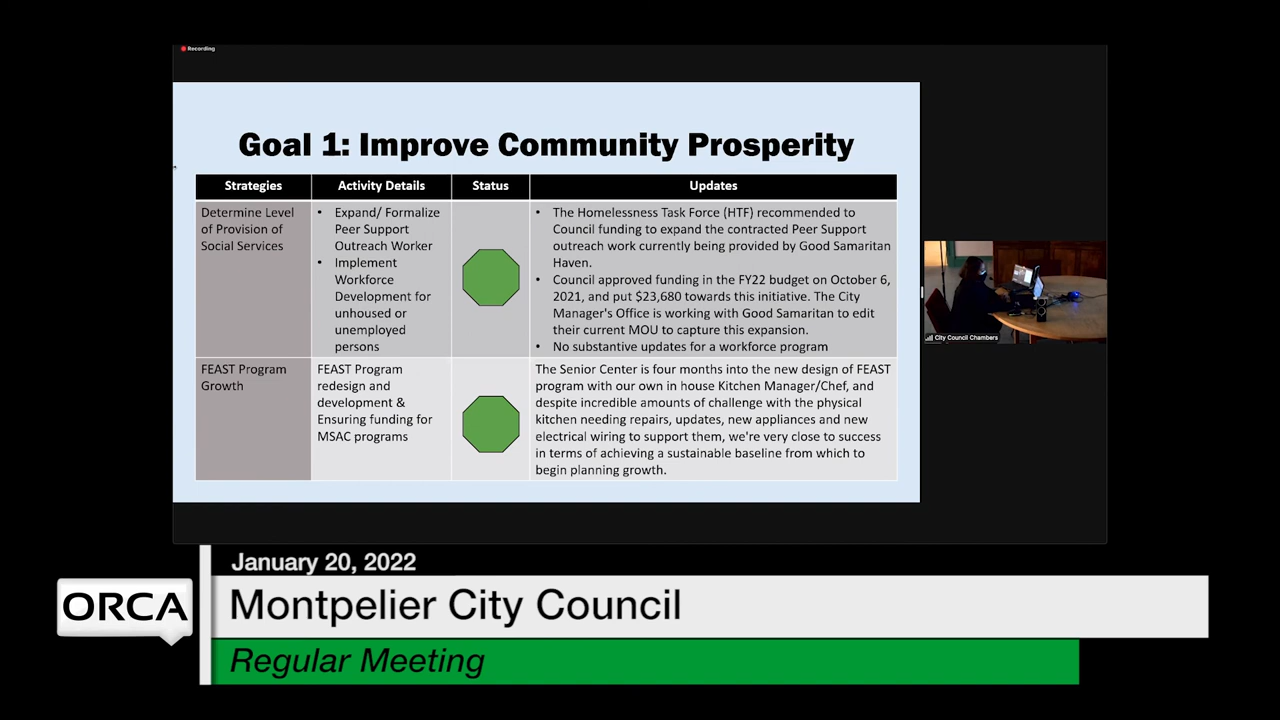 Recording
Goal 1: Improve Community Prosperity
Strategies
Activity Details
Status
Updates
Determine Level
of Provision of
Social Services
• Expand/ Formalize
Peer Support
Outreach Worker
• Implement
Workforce
Development for
unhoused or
unemployed
persons
• The Homelessness Task Force (HTF) recommended to
Council funding to expand the contracted Peer Support
outreach work currently being provided by Good Samaritan
Haven.
• Council approved funding in the FY22 budget on October 6,
2021, and put $23,680 towards this initiative. The City
Manager's Office is working with Good Samaritan to edit
their current MOU to capture this expansion.
• No substantive updates for a workforce program
FEAST Program
Growth
FEAST Program
redesign and
development &
Ensuring funding for
MSAC programs
The Senior Center is four months into the new design of FEAST
program with our own in house Kitchen Manager/Chef, and
despite incredible amounts of challenge with the physical
kitchen needing repairs, updates, new appliances and new
electrical wiring to support them, we're very close to success
in terms of achieving a sustainable baseline from which to
begin planning growth.
City Council Chambers
January 20, 2022
ORCA
Montpelier City Council
Regular Meeting